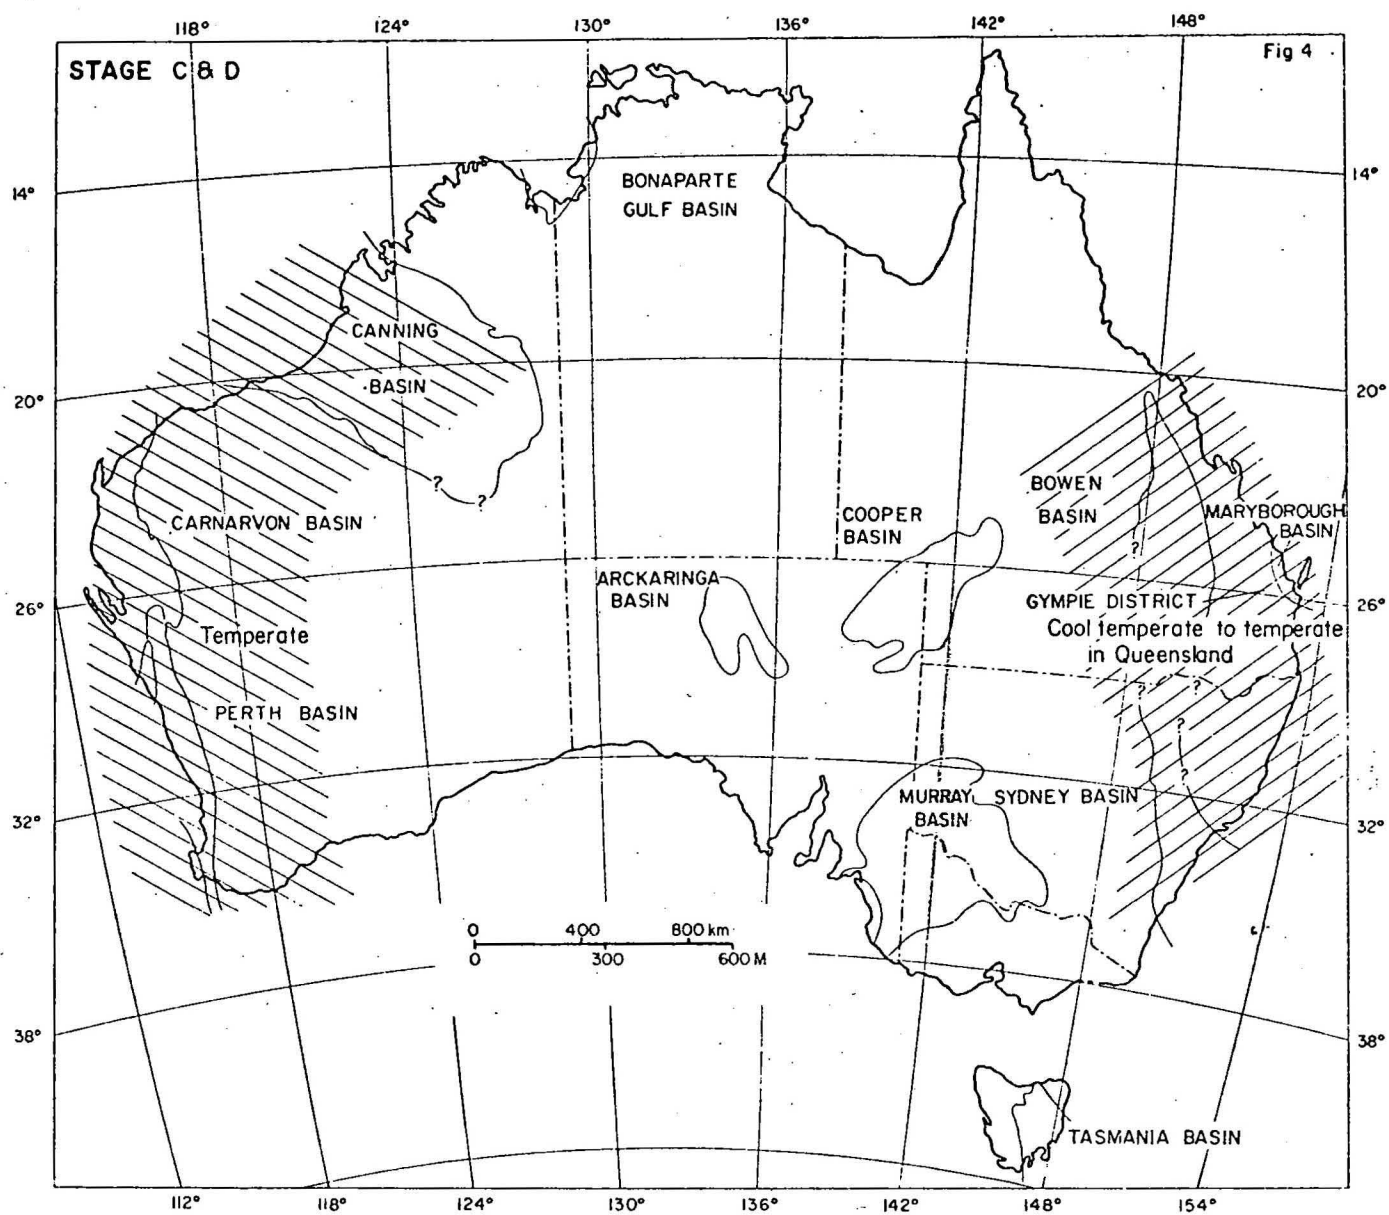 118° 124° 130° 136° 142° 148°
STAGE C & D
Fig 4
14°
14°
BONAPARTE
GULF BASIN
CANNING
BASIN
20°
20°
?
?
BOWEN
BASIN
CARNARVON BASIN
COOPER
BASIN
MARYBOROUGH
BASIN
?
ARCKARINGA
BASIN
26°
26°
GYMPIE DISTRICT
Temperate
Cool temperate to temperate
in Queensland
?
?
PERTH BASIN
?
?
MURRAY
BASIN
SYDNEY BASIN
32°
32°
0 400 800 km
0 300 600 M
38°
38°
TASMANIA BASIN
112° 118° 124° 130° 136° 142° 148° 154°